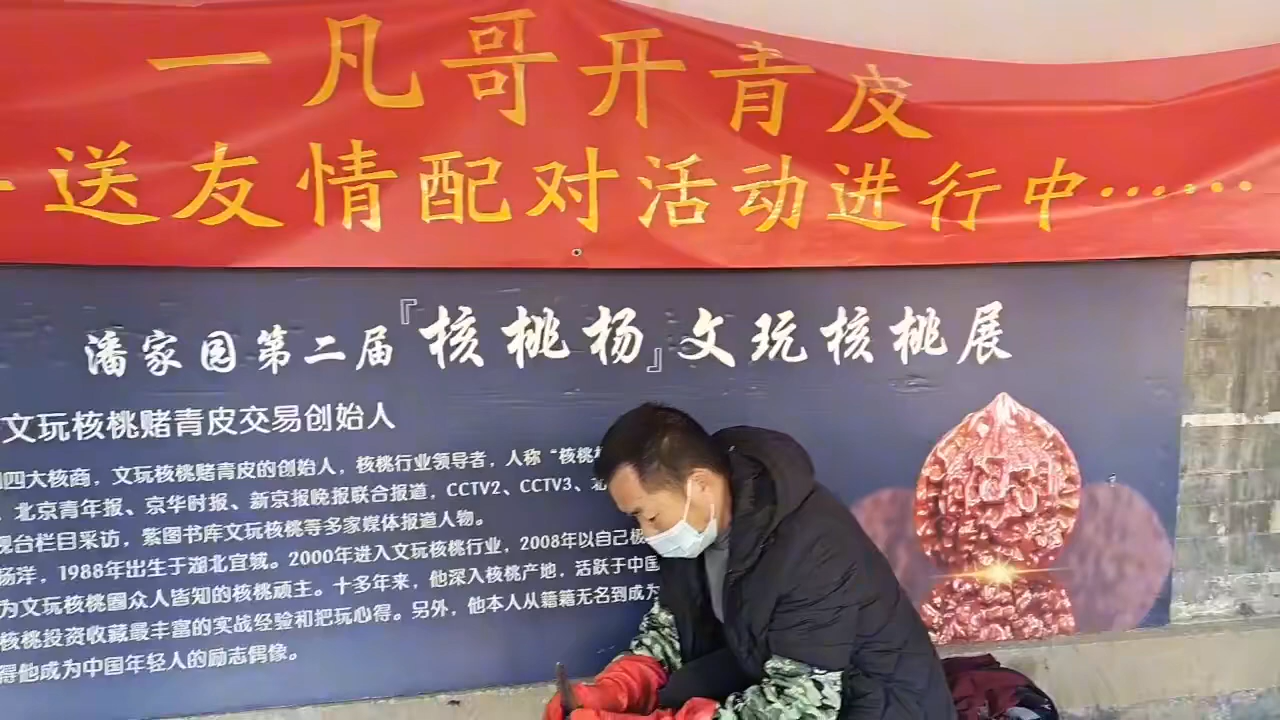 一凡哥开青皮
送友情配对活动进行中……
潘家园第二届『核桃杨』文玩核桃展
文玩核桃赌青皮交易创始人
四大核商，文玩核桃赌青皮的创始人，核桃行业领导者，人称“核桃
、北京青年报、京华时报、新京报晚报联合报道，CCTV2、CCTV3、北
视台栏目采访，紫图书库文玩核桃等多家媒体报道人物。
杨洋，1988年出生于湖北宜城。2000年进入文玩核桃行业，2008年以自己
为文玩核桃圈众人皆知的核桃顽主。十多年来，他深入核桃产地，活跃于中国
核桃投资收藏最丰富的实战经验和把玩心得。另外，他本人从籍籍无名到成为
得他成为中国年轻人的励志偶像。